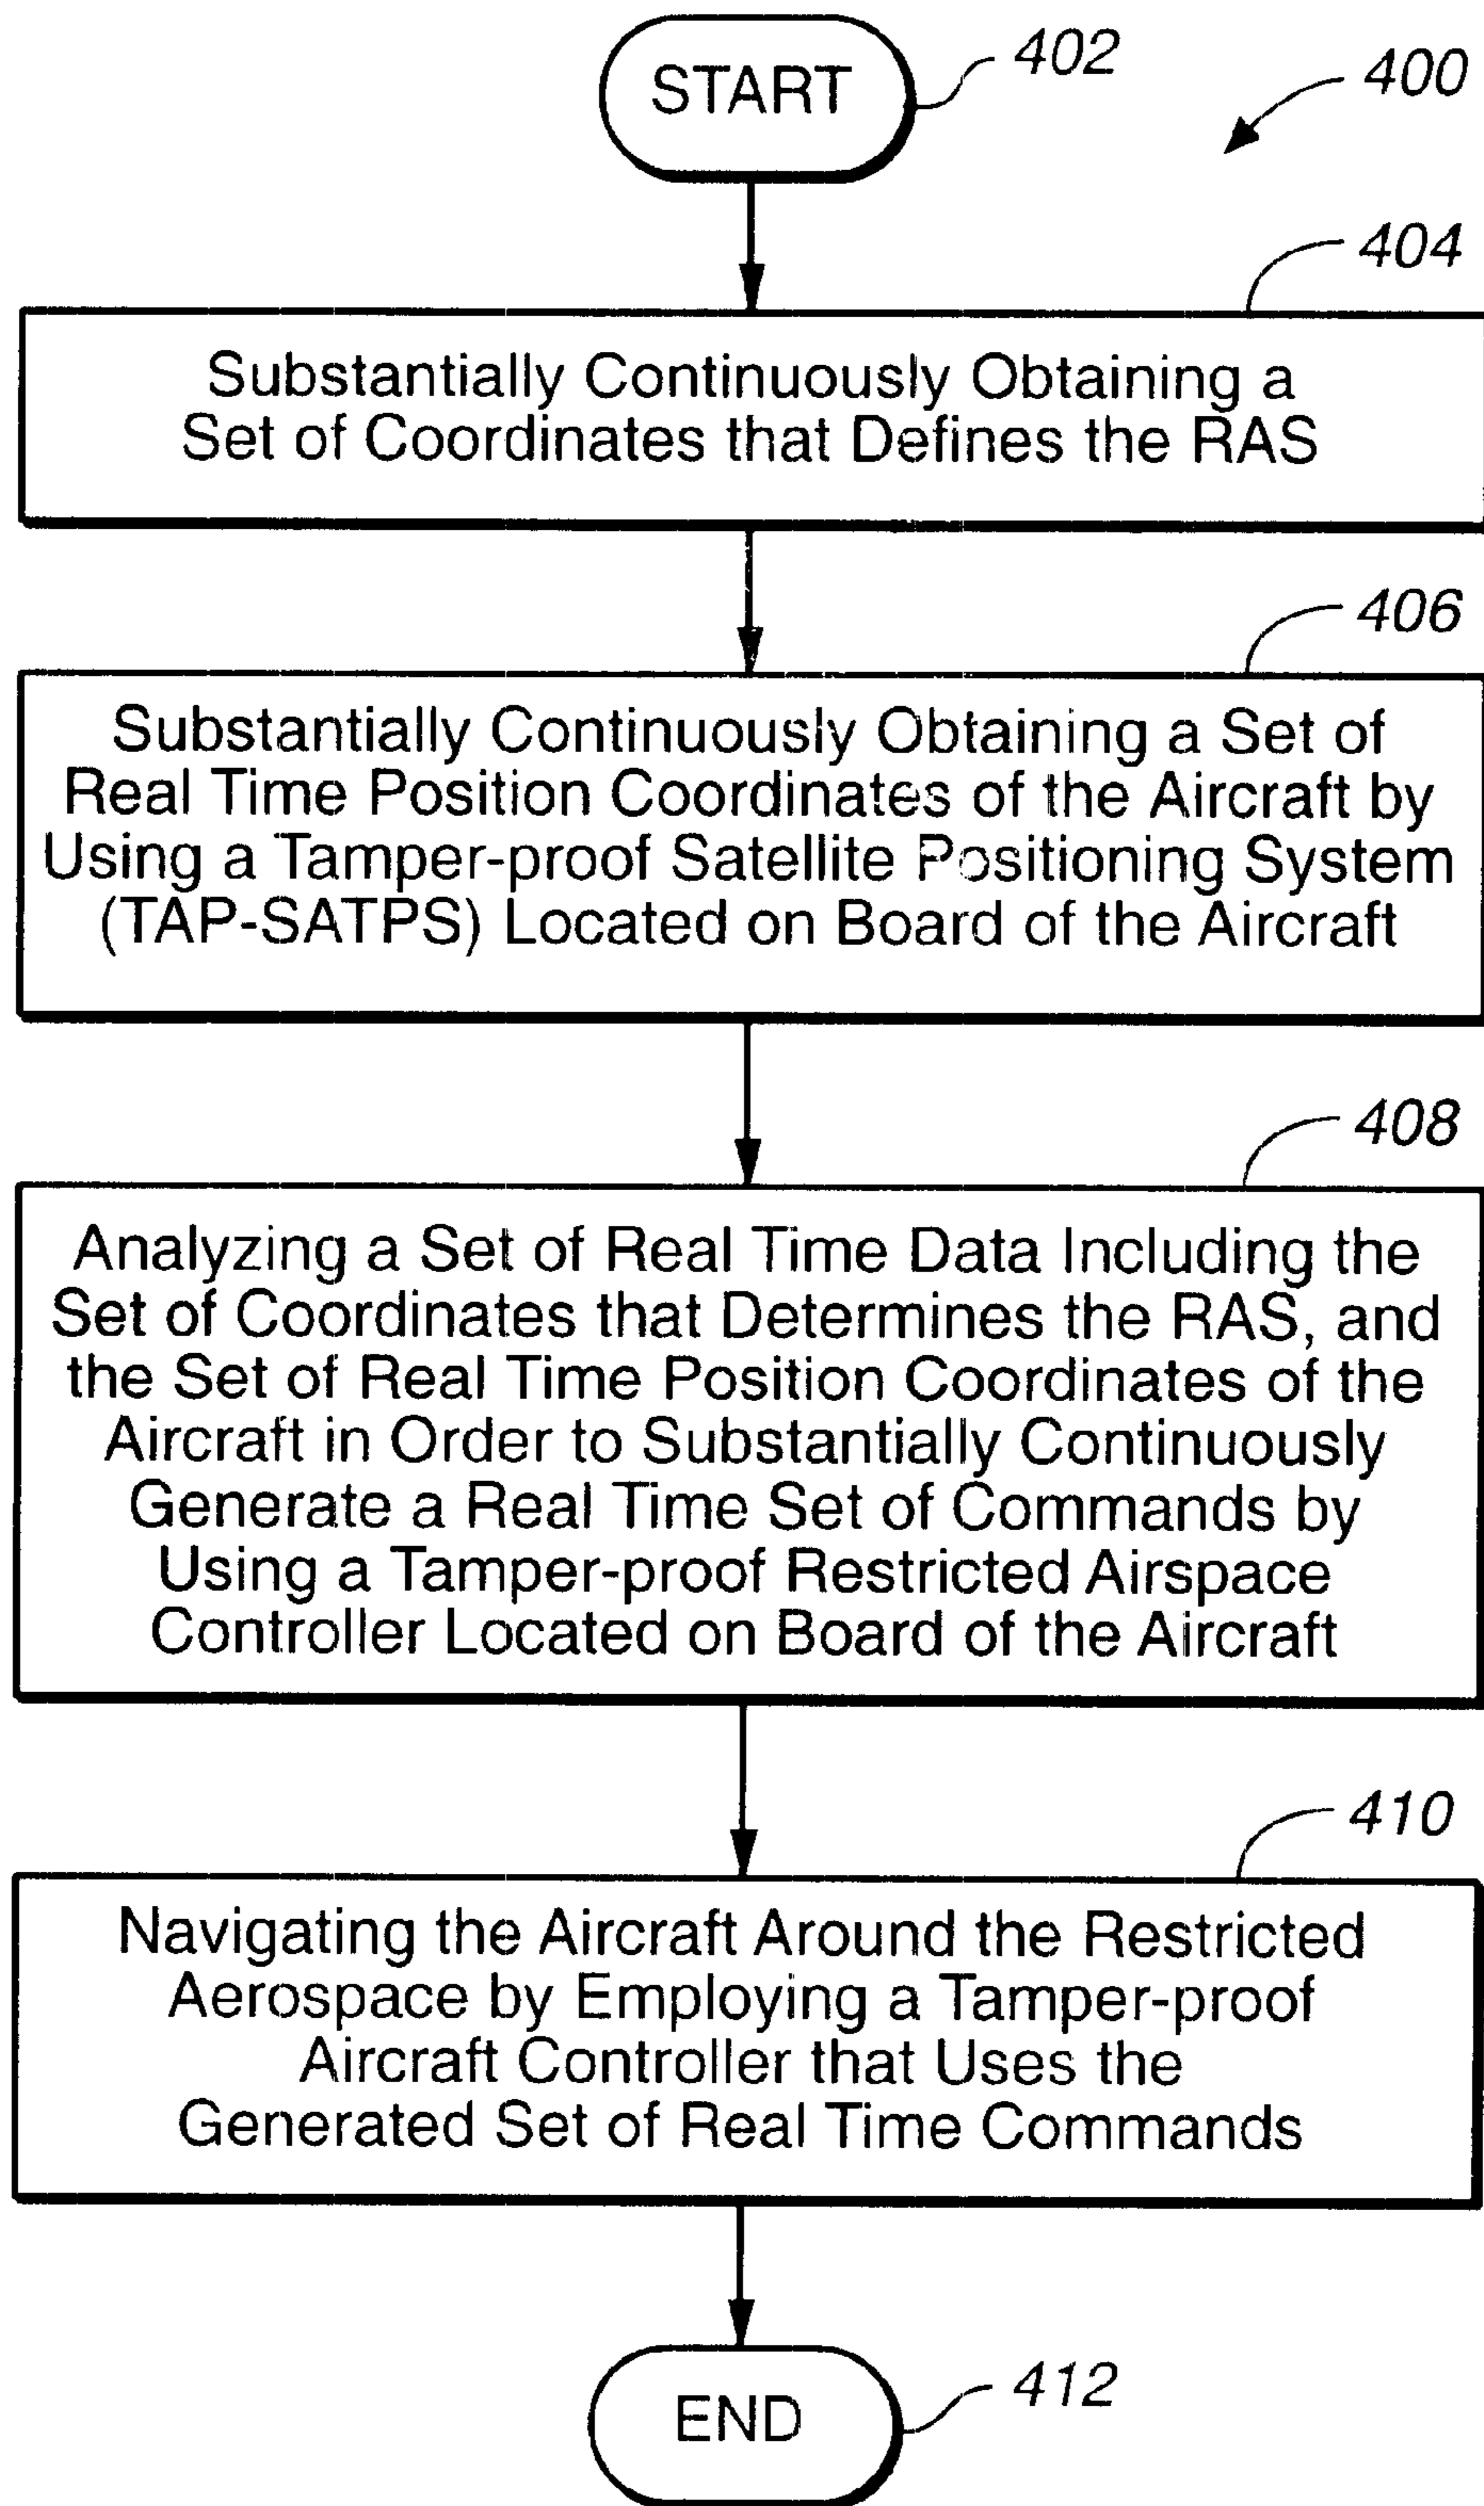 START
402
400
404
Substantially Continuously Obtaining a
Set of Coordinates that Defines the RAS
406
Substantially Continuously Obtaining a Set of
Real Time Position Coordinates of the Aircraft by
Using a Tamper-proof Satellite Positioning System
(TAP-SATPS) Located on Board of the Aircraft
408
Analyzing a Set of Real Time Data Including the
Set of Coordinates that Determines the RAS, and
the Set of Real Time Position Coordinates of the
Aircraft in Order to Substantially Continuously
Generate a Real Time Set of Commands by
Using a Tamper-proof Restricted Airspace
Controller Located on Board of the Aircraft
410
Navigating the Aircraft Around the Restricted
Aerospace by Employing a Tamper-proof
Aircraft Controller that Uses the
Generated Set of Real Time Commands
END
412